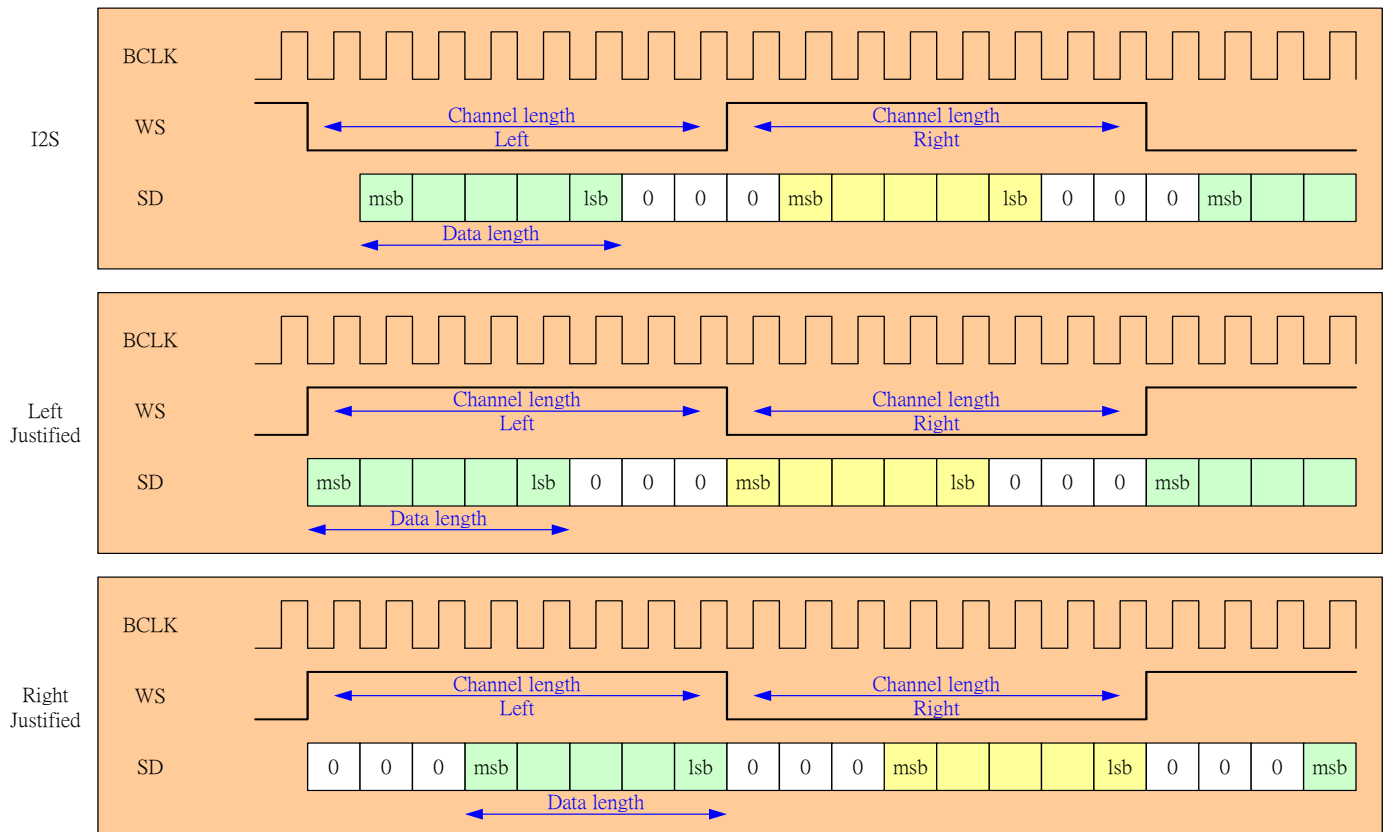 BCLK
I2S
WS
Channel length
Left
Channel length
Right
SD
msb lsb 0 0 0 msb lsb 0 0 0 msb
Data length
BCLK
Left
Justified
WS
Channel length
Left
Channel length
Right
SD
msb lsb 0 0 0 msb lsb 0 0 0 msb
Data length
BCLK
Right
Justified
WS
Channel length
Left
Channel length
Right
SD
0 0 0 msb lsb 0 0 0 msb lsb 0 0 0 msb
Data length